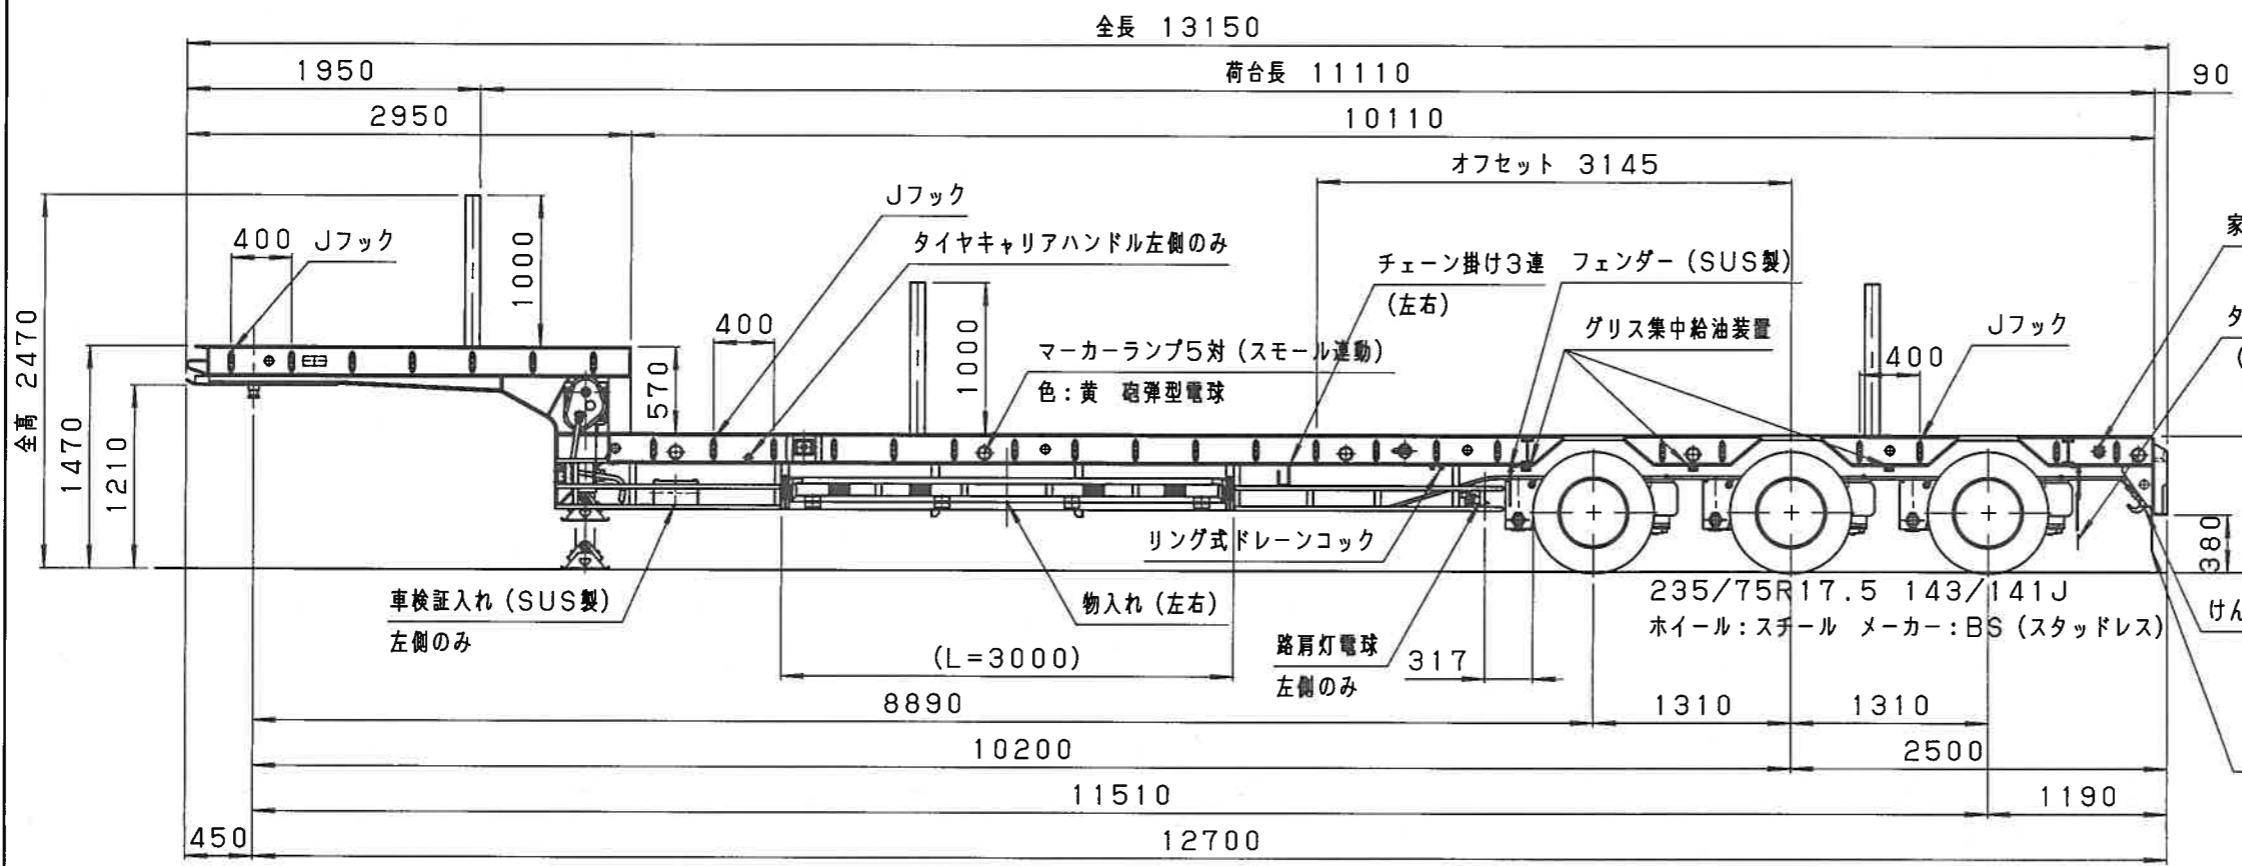 全長 13150
1950
荷台長 11110
90
2950
10110
オフセット 3145
Jフック
400 Jフック
タイヤキャリアハンドル左側のみ
1000
チェーン掛け3連
(左右)
フェンダー(SUS製)
家
タ
(
グリス集中給油装置
Jフック
400
400
マーカーランプ5対(スモール連動)
色:黄 砲弾型電球
1000
570
全高 2470
1470
1210
リング式ドレーンコック
380
車検証入れ(SUS製)
左側のみ
物入れ(左右)
235/75R17.5 143/141J
ホイール:スチール メーカー:BS(スタッドレス)
けん
路肩灯電球
左側のみ
317
(L=3000)
8890
1310
1310
10200
2500
11510
1190
450
12700